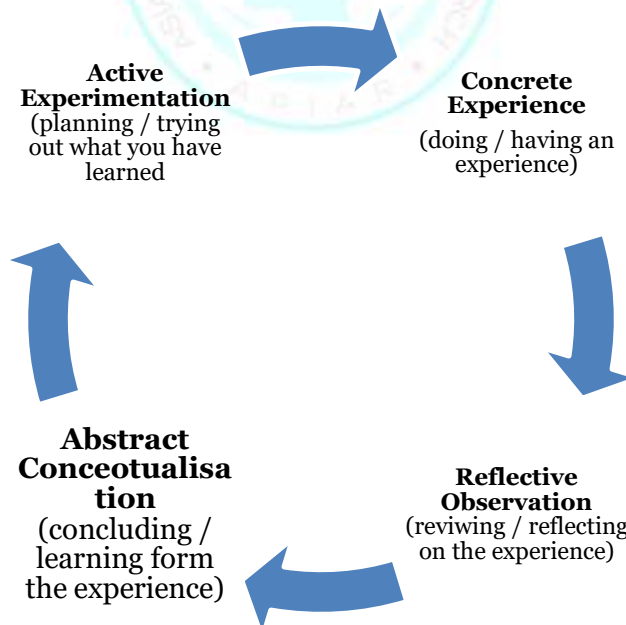 Active
Experimentation
(planning / trying
out what you have
learned
Concrete
Experience
(doing / having an
experience)
Reflective
Observation
(reviwing / reflecting
on the experience)
Abstract
Conceotualisa
tion
(concluding /
learning form
the experience)